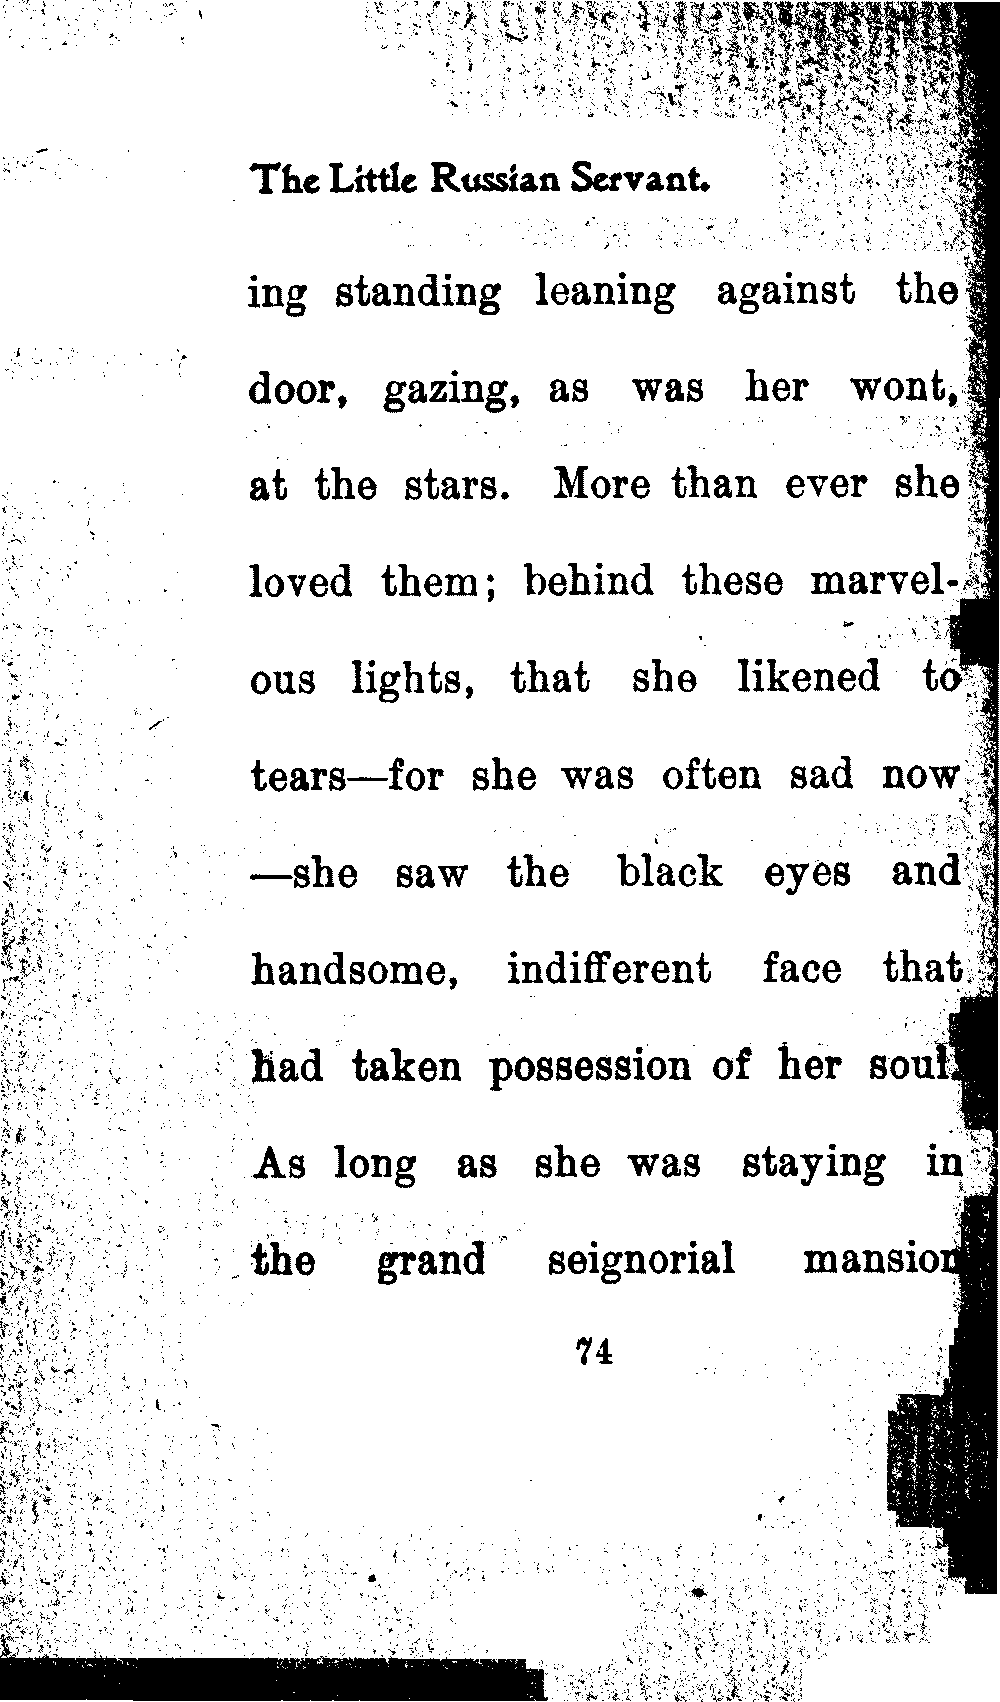 The Little Russian Servant.
ing standing leaning against the
door, gazing, as was her wont,
at the stars. More than ever she
loved them; behind these marvel-
ous lights, that she likened to
tears—for she was often sad now
—she saw the black eyes and
handsome, indifferent face that
had taken possession of her soul.
As long as she was staying in
the grand seignorial mansion
74